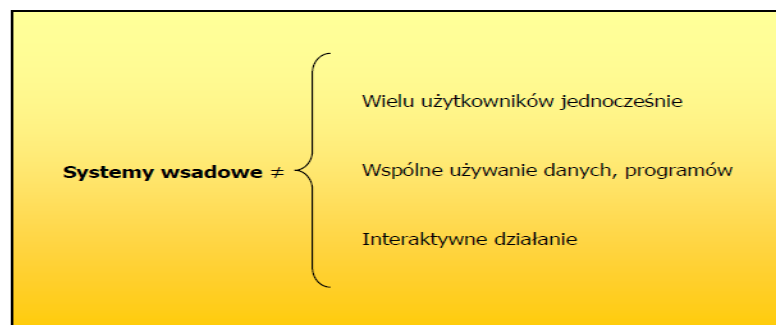 Wielu użytkowników jednocześnie
Systemy wsadowe ≠
Wspólne używanie danych, programów
Interaktywne działanie